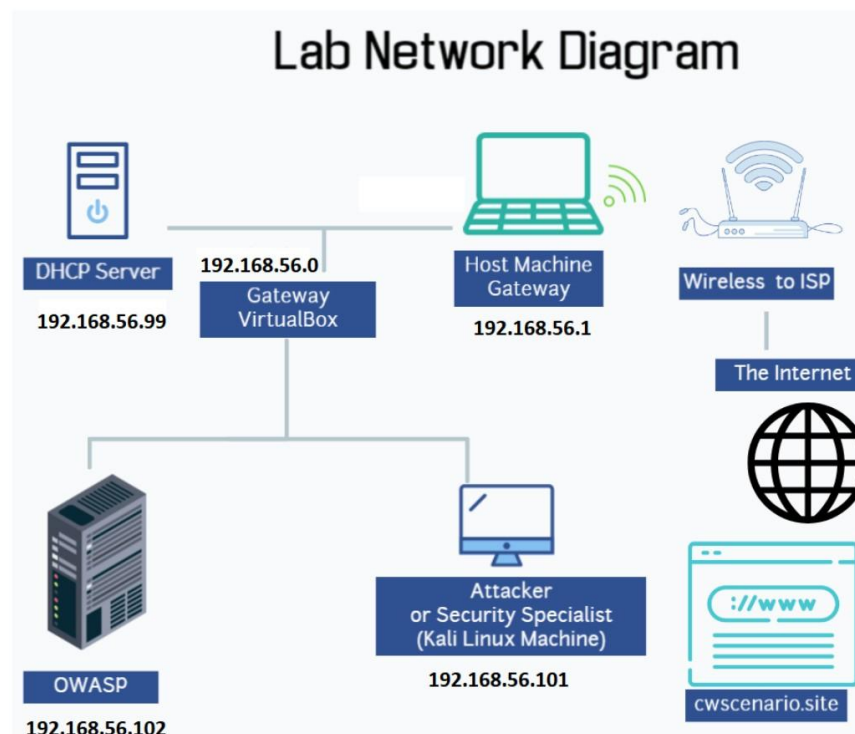 Lab Network Diagram
DHCP Server
192.168.56.99
192.168.56.0
Gateway
VirtualBox
Host Machine
Gateway
192.168.56.1
Wireless to ISP
The Internet
OWASP
192.168.56.102
Attacker
or Security Specialist
(Kali Linux Machine)
192.168.56.101
://www
cwscenario.site